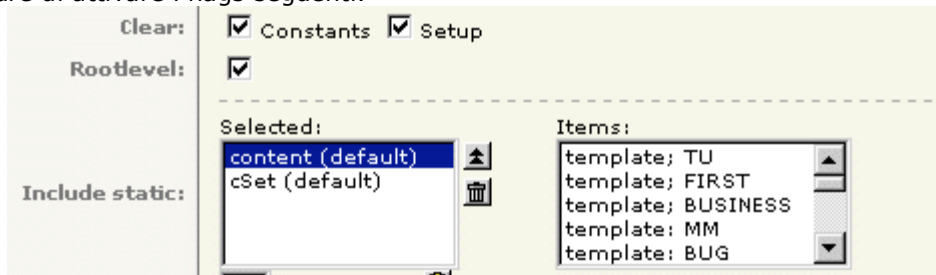 Clear: Constants Setup
Rootlevel:
Selected: Items:
Include static:
content (default)
cSet (default)
template; TU
template; FIRST
template; BUSINESS
template; MM
template; BUG